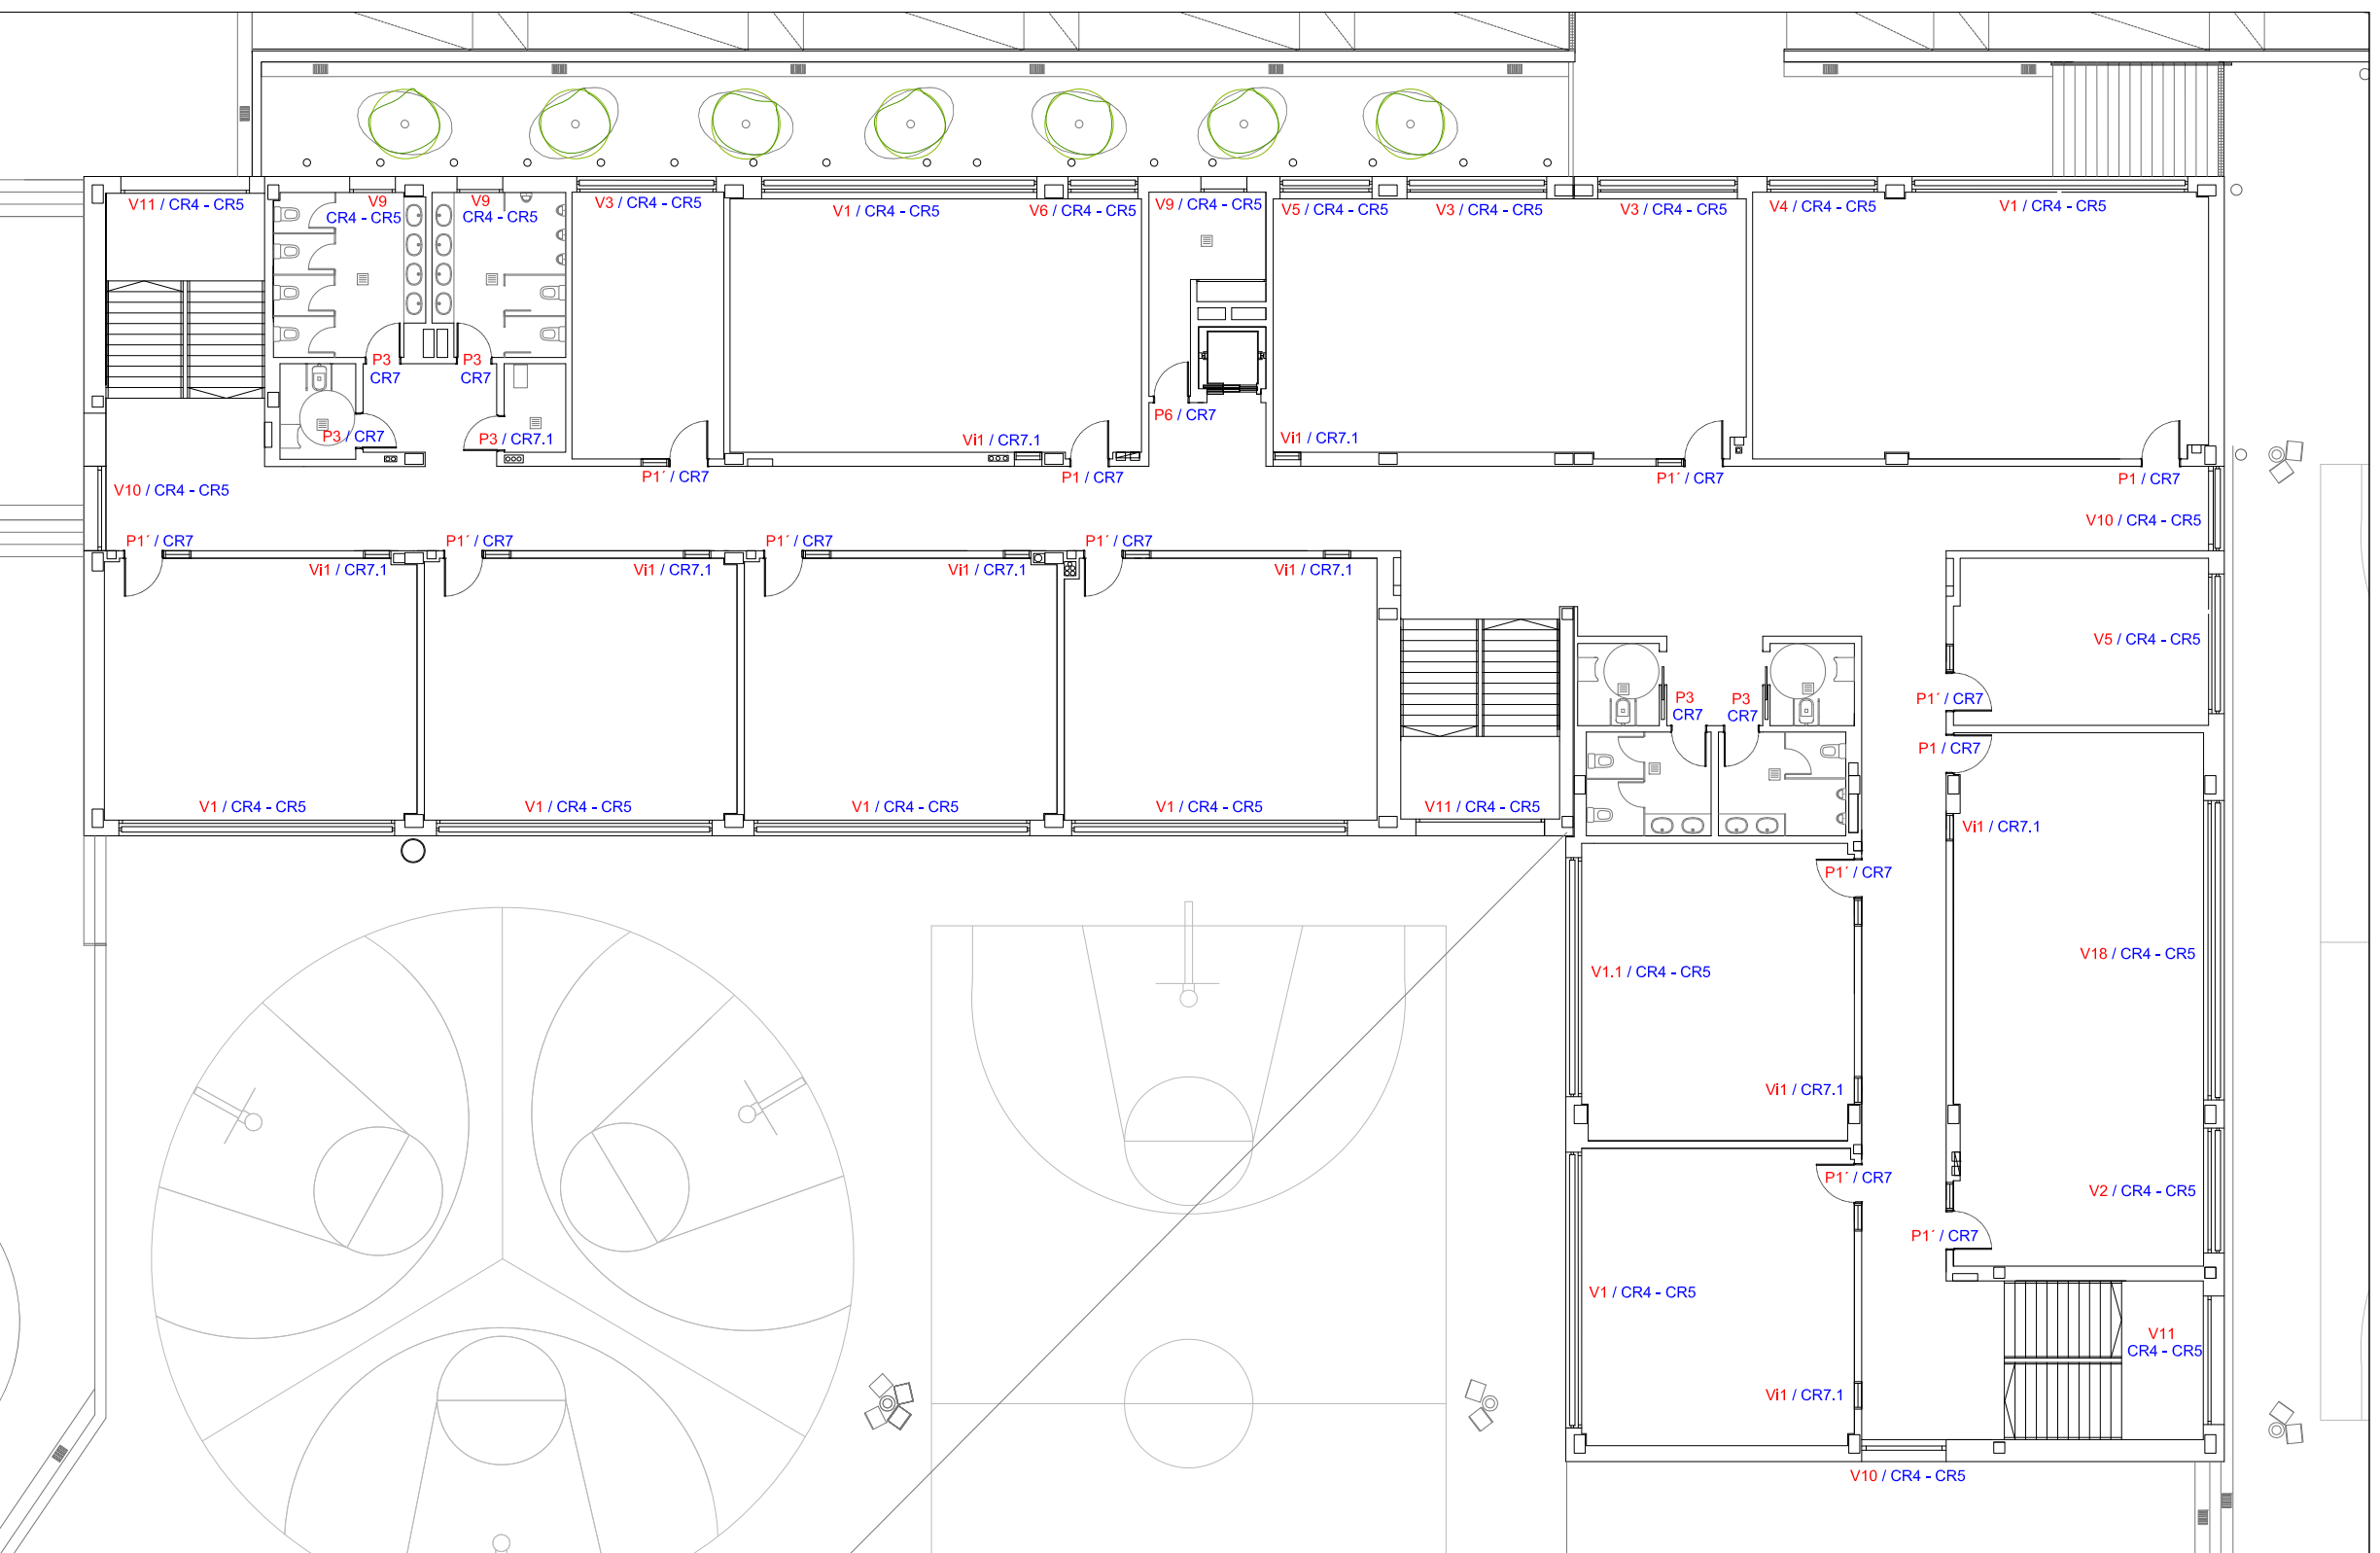 V11 / CR4 - CR5
V9
CR4 - CR5
V9
CR4 - CR5
V3 / CR4 - CR5
V1 / CR4 - CR5
V6 / CR4 - CR5
V9 / CR4 - CR5
V5 / CR4 - CR5
V3 / CR4 - CR5
V3 / CR4 - CR5
V4 / CR4 - CR5
V1 / CR4 - CR5
P3
CR7
P3
CR7
P6 / CR7
P3 / CR7
P3 / CR7.1
Vi1 / CR7.1
Vi1 / CR7.1
P1´ / CR7
P1 / CR7
P1´ / CR7
P1 / CR7
V10 / CR4 - CR5
V10 / CR4 - CR5
P1´ / CR7
P1´ / CR7
P1´ / CR7
P1´ / CR7
Vi1 / CR7.1
Vi1 / CR7.1
Vi1 / CR7.1
Vi1 / CR7.1
V5 / CR4 - CR5
P3
CR7
P3
CR7
P1´ / CR7
P1 / CR7
V1 / CR4 - CR5
V1 / CR4 - CR5
V1 / CR4 - CR5
V1 / CR4 - CR5
V11 / CR4 - CR5
Vi1 / CR7.1
P1´ / CR7
V18 / CR4 - CR5
V1.1 / CR4 - CR5
Vi1 / CR7.1
P1´ / CR7
V2 / CR4 - CR5
P1´ / CR7
V1 / CR4 - CR5
V11
CR4 - CR5
Vi1 / CR7.1
V10 / CR4 - CR5